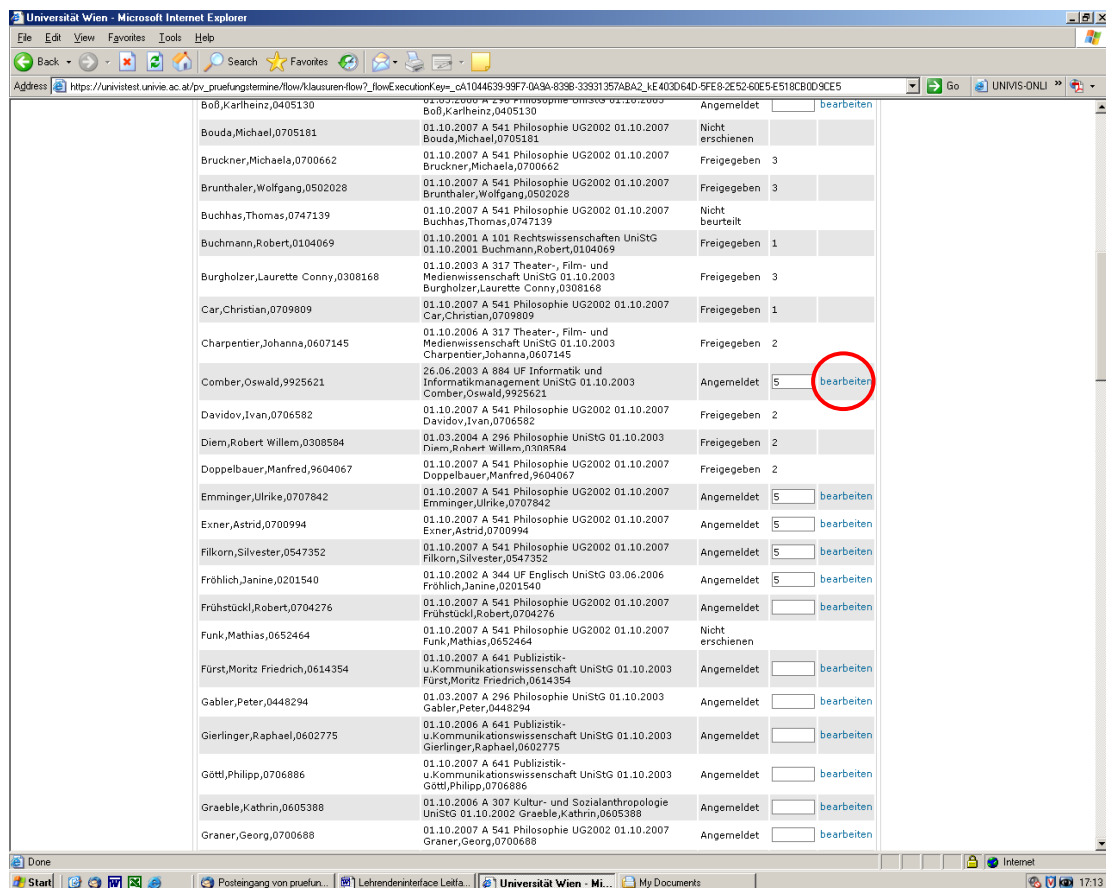 Universität Wien - Microsoft Internet Explorer
File Edit View Favorites Tools Help
Back Search Favorites
Address https://univistest.univie.ac.at/pv_pruefungstermine/flow/klausuren-flow?_flowExecutionKey=_cA1044639-99F7-0A9A-839B-33931357ABA2_kE403D64D-5FE8-2E52-60E5-E518CB0D9CE5 Go UNIVIS-ONLI »
01.03.2006 A 296 Philosophie UniStG 01.10.2003
Boß,Karlheinz,0405130 Boß,Karlheinz,0405130 Angemeldet bearbeiten
Bouda,Michael,0705181 01.10.2007 A 541 Philosophie UG2002 01.10.2007 Nicht
Bouda,Michael,0705181 erschienen
Bruckner,Michaela,0700662 01.10.2007 A 541 Philosophie UG2002 01.10.2007 Freigegeben 3
Bruckner,Michaela,0700662
Brunthaler,Wolfgang,0502028 01.10.2007 A 541 Philosophie UG2002 01.10.2007 Freigegeben 3
Brunthaler,Wolfgang,0502028
Buchhas,Thomas,0747139 01.10.2007 A 541 Philosophie UG2002 01.10.2007 Nicht
Buchhas,Thomas,0747139 beurteilt
Buchmann,Robert,0104069 01.10.2001 A 101 Rechtswissenschaften UniStG Freigegeben 1
01.10.2001 Buchmann,Robert,0104069
01.10.2003 A 317 Theater-, Film- und
Burgholzer,Laurette Conny,0308168 Medienwissenschaft UniStG 01.10.2003 Freigegeben 3
Burgholzer,Laurette Conny,0308168
Car,Christian,0709809 01.10.2007 A 541 Philosophie UG2002 01.10.2007 Freigegeben 1
Car,Christian,0709809
01.10.2006 A 317 Theater-, Film- und
Charpentier,Johanna,0607145 Medienwissenschaft UniStG 01.10.2003 Freigegeben 2
Charpentier,Johanna,0607145
26.06.2003 A 884 UF Informatik und
Comber,Oswald,9925621 Informatikmanagement UniStG 01.10.2003 Angemeldet 5 bearbeiten
Comber,Oswald,9925621
Davidov,Ivan,0706582 01.10.2007 A 541 Philosophie UG2002 01.10.2007 Freigegeben 2
Davidov,Ivan,0706582
Diem,Robert Willem,0308584 01.03.2004 A 296 Philosophie UniStG 01.10.2003 Freigegeben 2
Diem,Robert Willem,0308584
Doppelbauer,Manfred,9604067 01.10.2007 A 541 Philosophie UG2002 01.10.2007 Freigegeben 2
Doppelbauer,Manfred,9604067
Emminger,Ulrike,0707842 01.10.2007 A 541 Philosophie UG2002 01.10.2007 Angemeldet 5 bearbeiten
Emminger,Ulrike,0707842
Exner,Astrid,0700994 01.10.2007 A 541 Philosophie UG2002 01.10.2007 Angemeldet 5 bearbeiten
Exner,Astrid,0700994
Filkorn,Silvester,0547352 01.10.2007 A 541 Philosophie UG2002 01.10.2007 Angemeldet 5 bearbeiten
Filkorn,Silvester,0547352
Fröhlich,Janine,0201540 01.10.2002 A 344 UF Englisch UniStG 03.06.2006 Angemeldet 5 bearbeiten
Fröhlich,Janine,0201540
Frühstückl,Robert,0704276 01.10.2007 A 541 Philosophie UG2002 01.10.2007 Angemeldet bearbeiten
Frühstückl,Robert,0704276
Funk,Mathias,0652464 01.10.2007 A 541 Philosophie UG2002 01.10.2007 Nicht
Funk,Mathias,0652464 erschienen
01.10.2007 A 641 Publizistik-
Fürst,Moritz Friedrich,0614354 u.Kommunikationswissenschaft UniStG 01.10.2003 Angemeldet bearbeiten
Fürst,Moritz Friedrich,0614354
Gabler,Peter,0448294 01.03.2007 A 296 Philosophie UniStG 01.10.2003 Angemeldet bearbeiten
Gabler,Peter,0448294
01.10.2006 A 641 Publizistik-
Gierlinger,Raphael,0602775 u.Kommunikationswissenschaft UniStG 01.10.2003 Angemeldet bearbeiten
Gierlinger,Raphael,0602775
01.10.2007 A 641 Publizistik-
Göttl,Philipp,0706886 u.Kommunikationswissenschaft UniStG 01.10.2003 Angemeldet bearbeiten
Göttl,Philipp,0706886
Graeble,Kathrin,0605388 01.10.2006 A 307 Kultur- und Sozialanthropologie Angemeldet bearbeiten
UniStG 01.10.2002 Graeble,Kathrin,0605388
Graner,Georg,0700688 01.10.2007 A 541 Philosophie UG2002 01.10.2007 Angemeldet bearbeiten
Graner,Georg,0700688
Done Internet
Start Posteingang von pruefun... Lehrendeninterface Leitfa... Universität Wien - Mi... My Documents 17:13